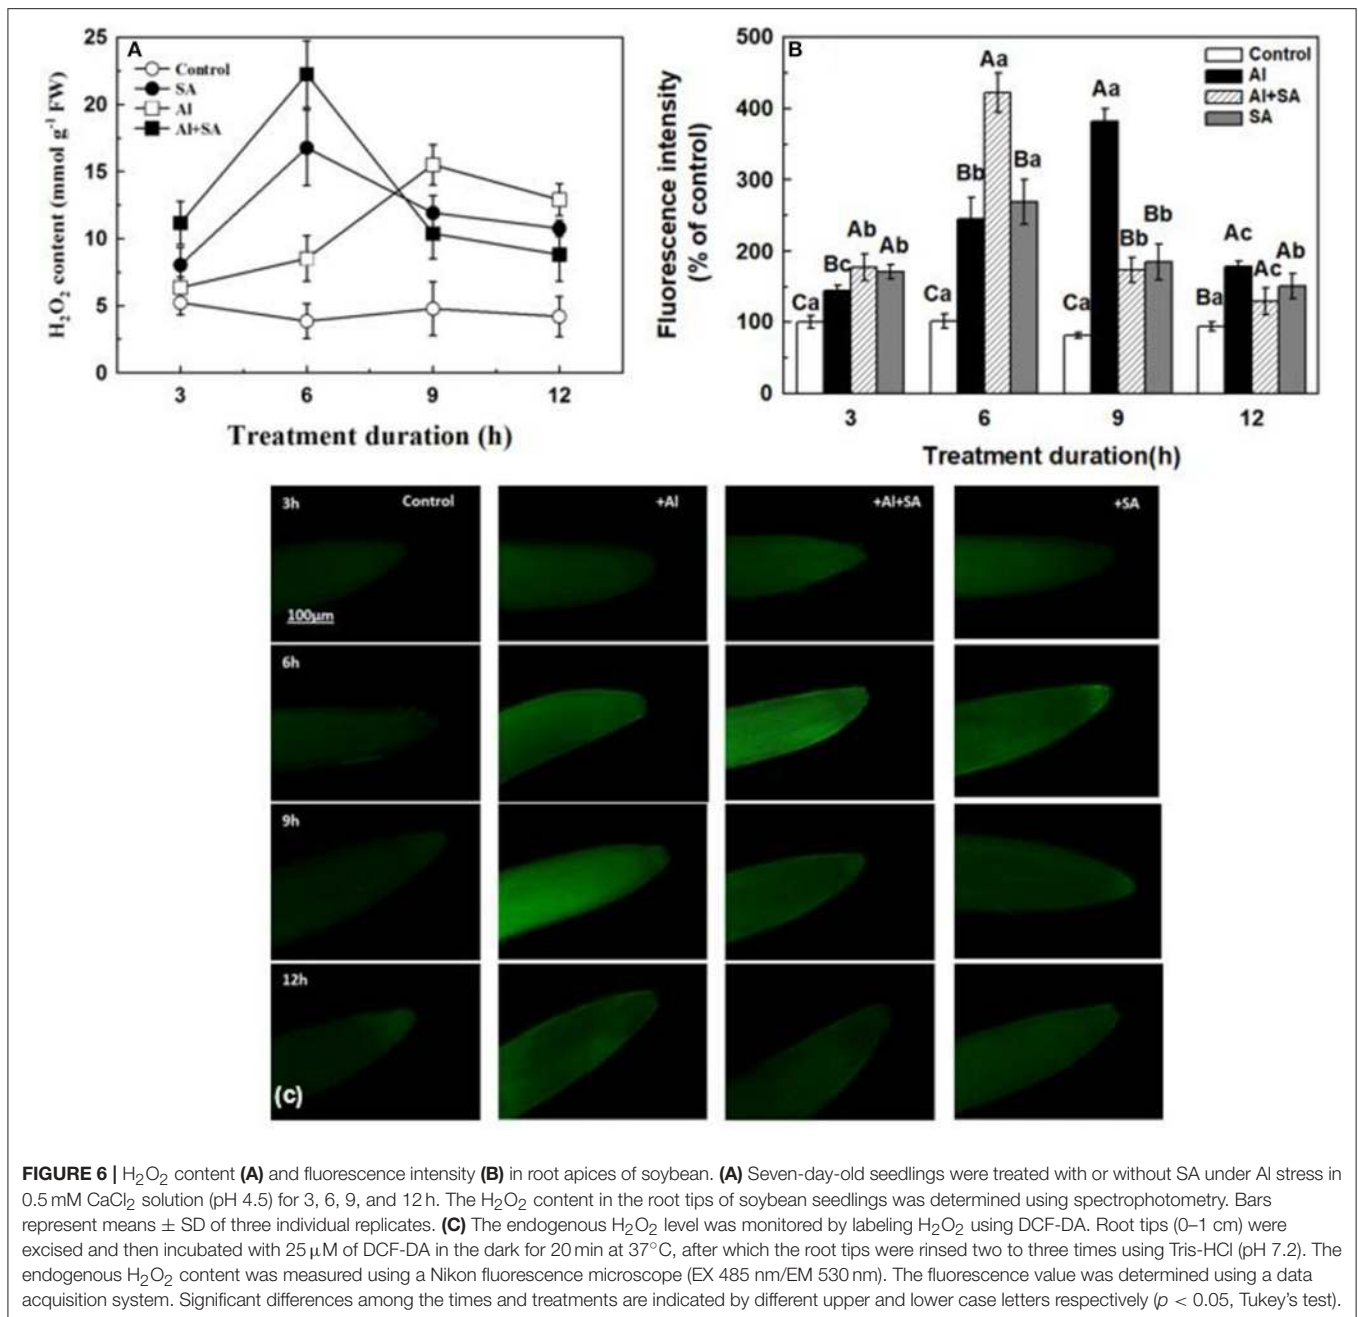 A
Control
SA
Al
Al+SA
25
20
15
10
5
0
3 6 9 12
H₂O₂ content (mmol g⁻¹ FW)
Treatment duration (h)
B
Control
Al
Al+SA
SA
500
400
300
200
100
0
Ca Bc Ab Ab
Ca Bb Aa Ba
Ca Aa Bb Bb
Ba Ac Ac Ab
3 6 9 12
Fluorescence intensity
(% of control)
Treatment duration(h)
3h Control +Al +Al+SA +SA
100μm
6h
9h
12h
(c)
FIGURE 6 | H₂O₂ content (A) and fluorescence intensity (B) in root apices of soybean. (A) Seven-day-old seedlings were treated with or without SA under Al stress in
0.5 mM CaCl₂ solution (pH 4.5) for 3, 6, 9, and 12 h. The H₂O₂ content in the root tips of soybean seedlings was determined using spectrophotometry. Bars
represent means ± SD of three individual replicates. (C) The endogenous H₂O₂ level was monitored by labeling H₂O₂ using DCF-DA. Root tips (0–1 cm) were
excised and then incubated with 25 μM of DCF-DA in the dark for 20 min at 37°C, after which the root tips were rinsed two to three times using Tris-HCl (pH 7.2). The
endogenous H₂O₂ content was measured using a Nikon fluorescence microscope (EX 485 nm/EM 530 nm). The fluorescence value was determined using a data
acquisition system. Significant differences among the times and treatments are indicated by different upper and lower case letters respectively (p < 0.05, Tukey's test).